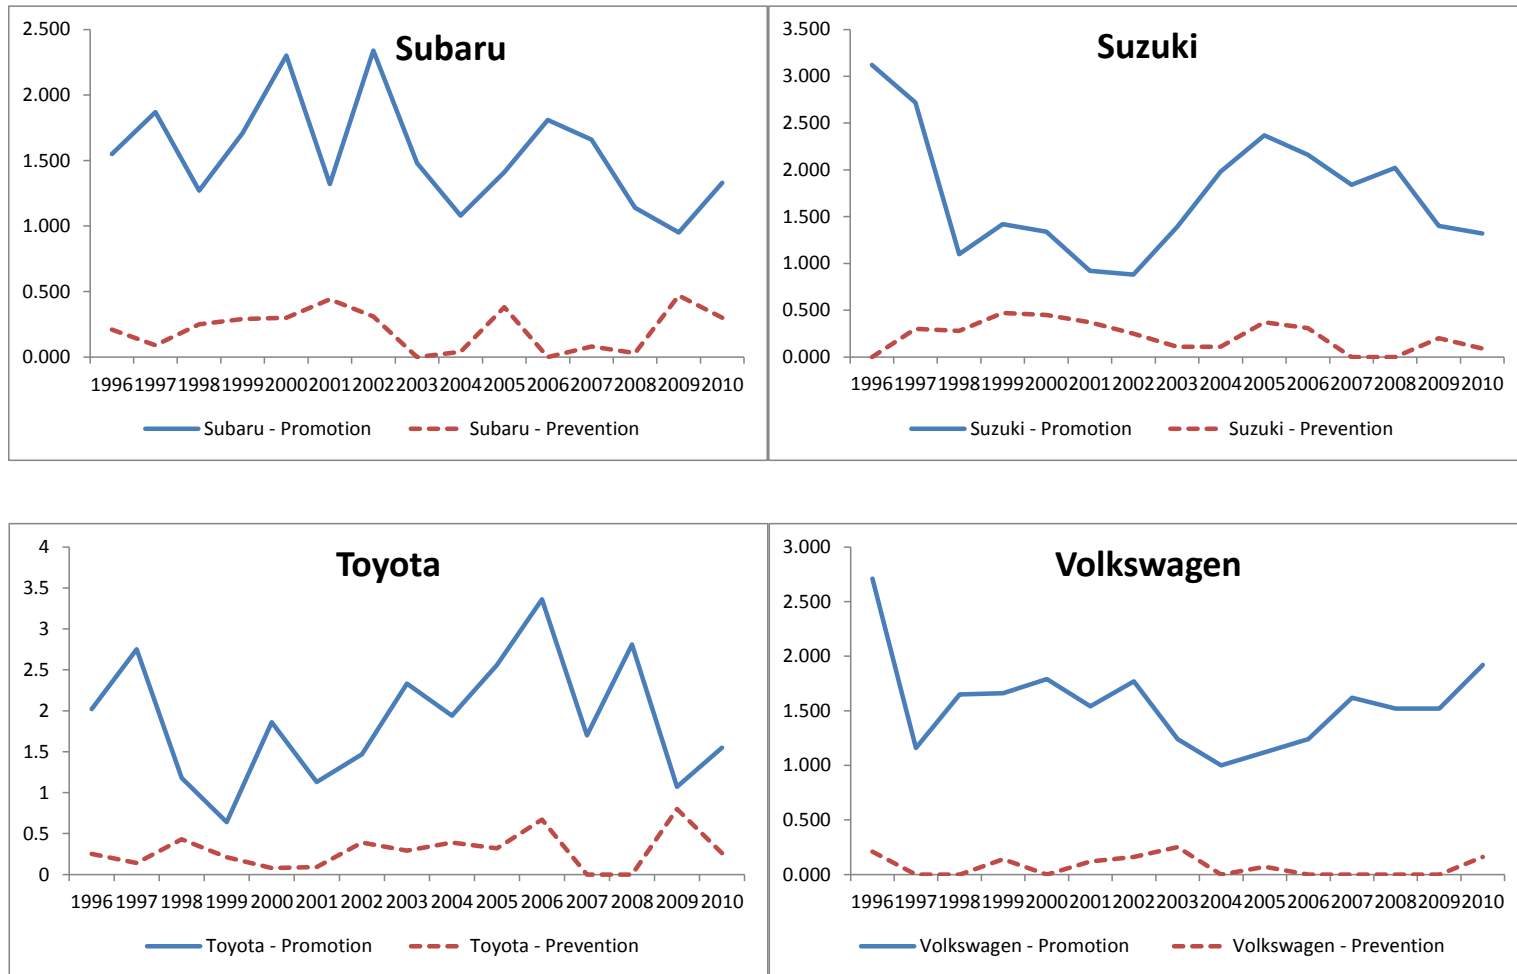 Subaru
2.500
2.000
1.500
1.000
0.500
0.000
1996 1997 1998 1999 2000 2001 2002 2003 2004 2005 2006 2007 2008 2009 2010
Subaru - Promotion Subaru - Prevention
Suzuki
3.500
3.000
2.500
2.000
1.500
1.000
0.500
0.000
1996 1997 1998 1999 2000 2001 2002 2003 2004 2005 2006 2007 2008 2009 2010
Suzuki - Promotion Suzuki - Prevention
Toyota
4
3.5
3
2.5
2
1.5
1
0.5
0
1996 1997 1998 1999 2000 2001 2002 2003 2004 2005 2006 2007 2008 2009 2010
Toyota - Promotion Toyota - Prevention
Volkswagen
3.000
2.500
2.000
1.500
1.000
0.500
0.000
1996 1997 1998 1999 2000 2001 2002 2003 2004 2005 2006 2007 2008 2009 2010
Volkswagen - Promotion Volkswagen - Prevention